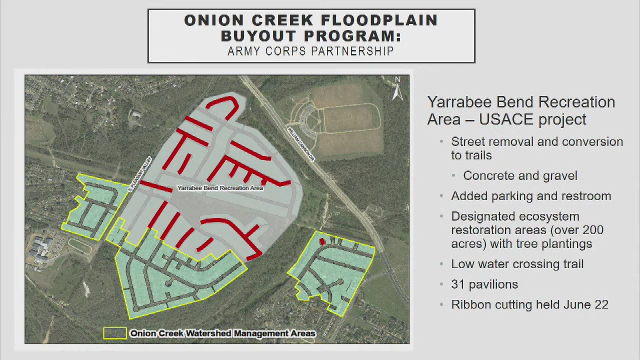 ONION CREEK FLOODPLAIN
BUYOUT PROGRAM:
ARMY CORPS PARTNERSHIP
Yarrabee Bend Recreation
Area – USACE project
• Street removal and conversion
to trails
• Concrete and gravel
• Added parking and restroom
• Designated ecosystem
restoration areas (over 200
acres) with tree plantings
• Low water crossing trail
• 31 pavilions
• Ribbon cutting held June 22
N
Yarrabee Bend Recreation Area
Onion Creek Watershed Management Areas